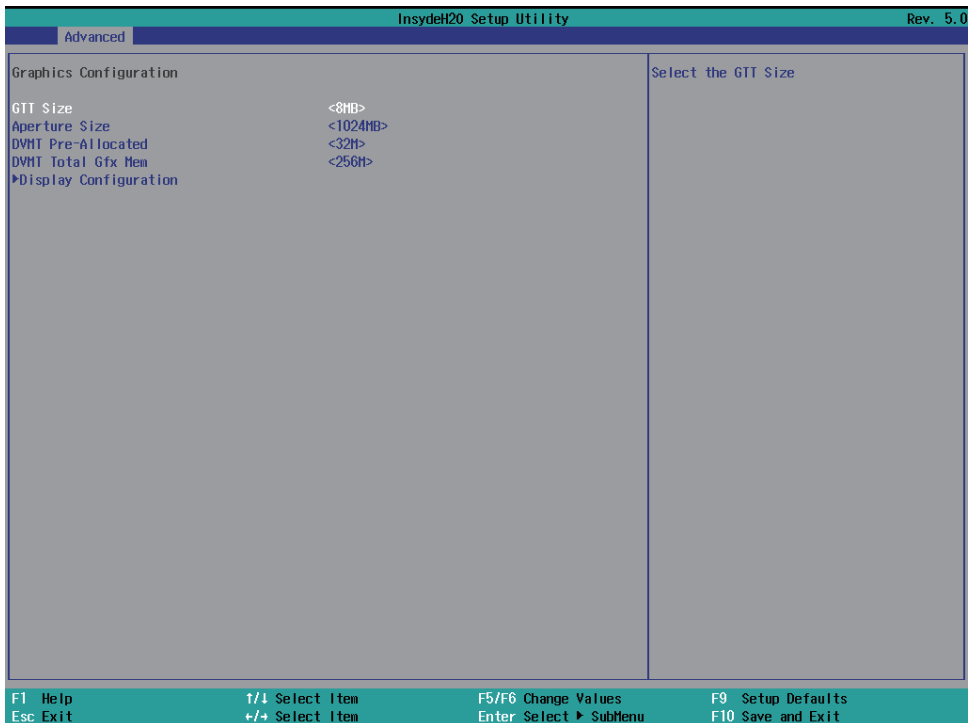 InsydeH20 Setup Utility Rev. 5.0
Advanced
Graphics Configuration
Select the GTT Size
GTT Size <8MB>
Aperture Size <1024MB>
DVMT Pre-Allocated <32M>
DVMT Total Gfx Mem <256M>
▶Display Configuration
F1 Help ↑/↓ Select Item F5/F6 Change Values F9 Setup Defaults
Esc Exit ←/→ Select Item Enter Select ▶ SubMenu F10 Save and Exit